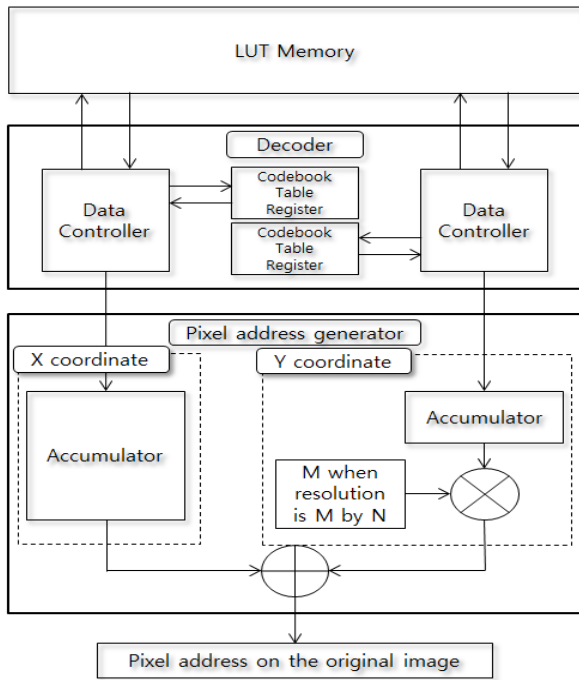 LUT Memory
Decoder
Data
Controller
Codebook
Table
Register
Codebook
Table
Register
Data
Controller
Pixel address generator
X coordinate
Y coordinate
Accumulator
Accumulator
M when
resolution
is M by N
Pixel address on the original image